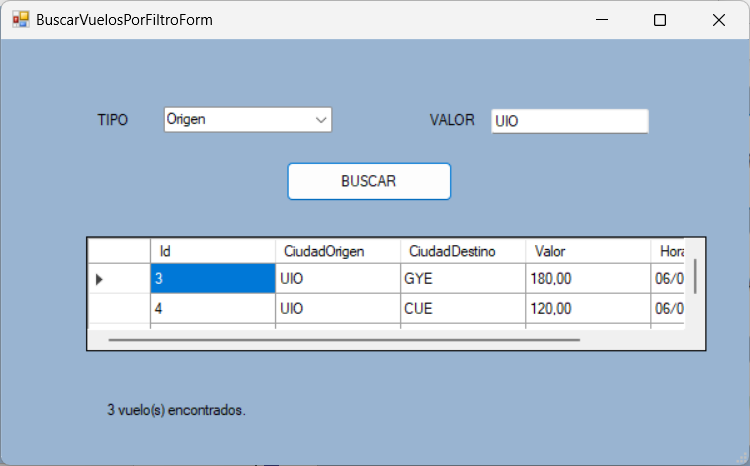 BuscarVuelosPorFiltroForm
TIPO Origen VALOR UIO
BUSCAR
Id CiudadOrigen CiudadDestino Valor Hora
3 UIO GYE 180,00 06/0
4 UIO CUE 120,00 06/0
3 vuelo(s) encontrados.